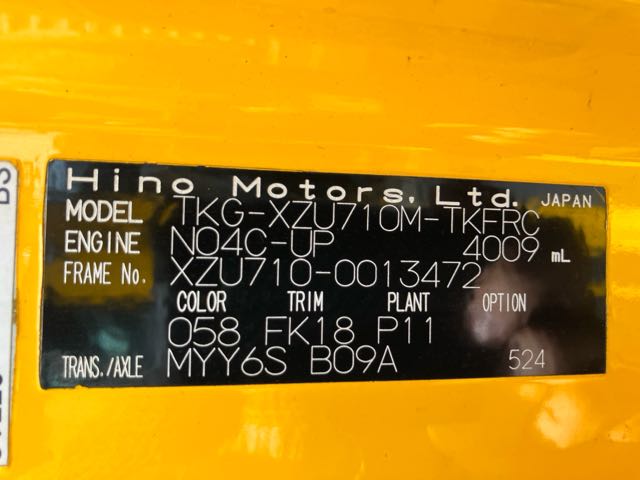 Hino Motors, Ltd. JAPAN
MODEL TKG-XZU710M-TKFRC
ENGINE N04C-UP 4009 mL
FRAME No. XZU710-0013472
COLOR TRIM PLANT OPTION
058 FK18 P11
TRANS./AXLE MYY6S B09A 524